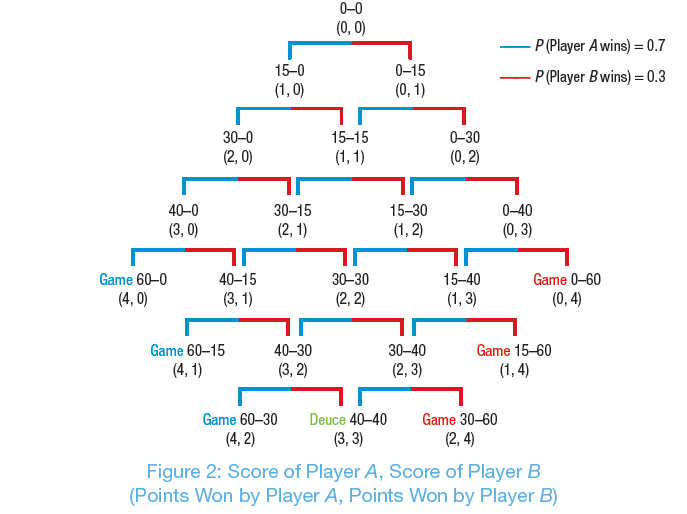 0–0
(0, 0)
P (Player A wins) = 0.7
P (Player B wins) = 0.3
15–0 0–15
(1, 0) (0, 1)
30–0 15–15 0–30
(2, 0) (1, 1) (0, 2)
40–0 30–15 15–30 0–40
(3, 0) (2, 1) (1, 2) (0, 3)
Game 60–0 40–15 30–30 15–40 Game 0–60
(4, 0) (3, 1) (2, 2) (1, 3) (0, 4)
Game 60–15 40–30 30–40 Game 15–60
(4, 1) (3, 2) (2, 3) (1, 4)
Game 60–30 Deuce 40–40 Game 30–60
(4, 2) (3, 3) (2, 4)
Figure 2: Score of Player A, Score of Player B
(Points Won by Player A, Points Won by Player B)